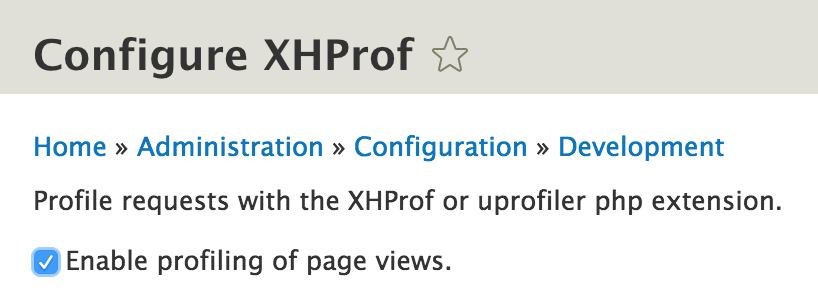 Configure XHProf
Home » Administration » Configuration » Development
Profile requests with the XHProf or uprofiler php extension.
Enable profiling of page views.